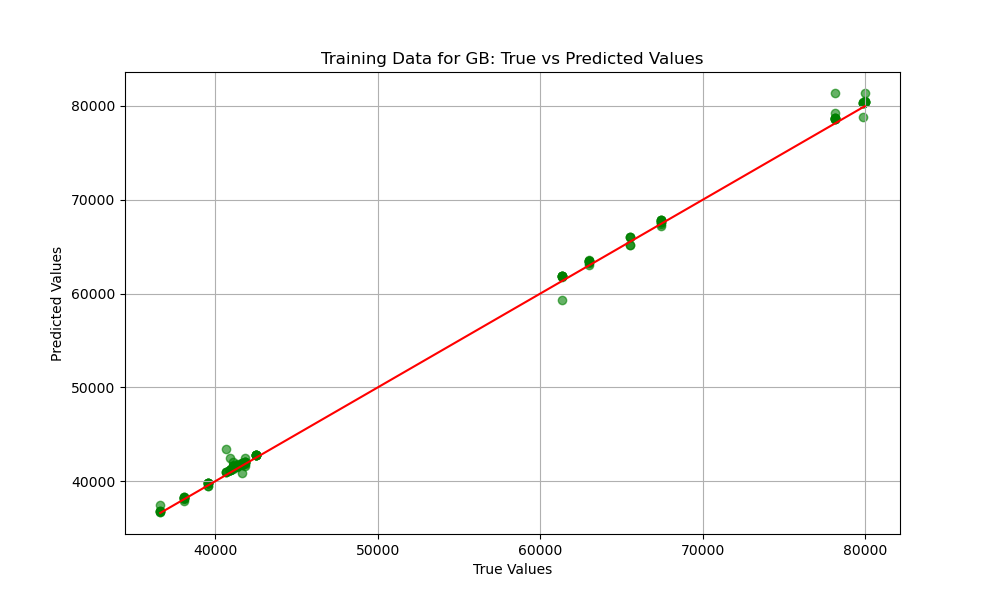 Training Data for GB: True vs Predicted Values
80000
70000
60000
50000
40000
Predicted Values
40000 50000 60000 70000 80000
True Values